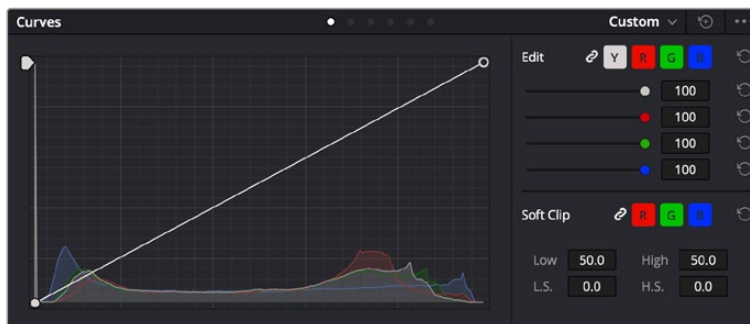 Curves Custom
Edit Y R G B
100
100
100
100
Soft Clip R G B
Low 50.0 High 50.0
L.S. 0.0 H.S. 0.0